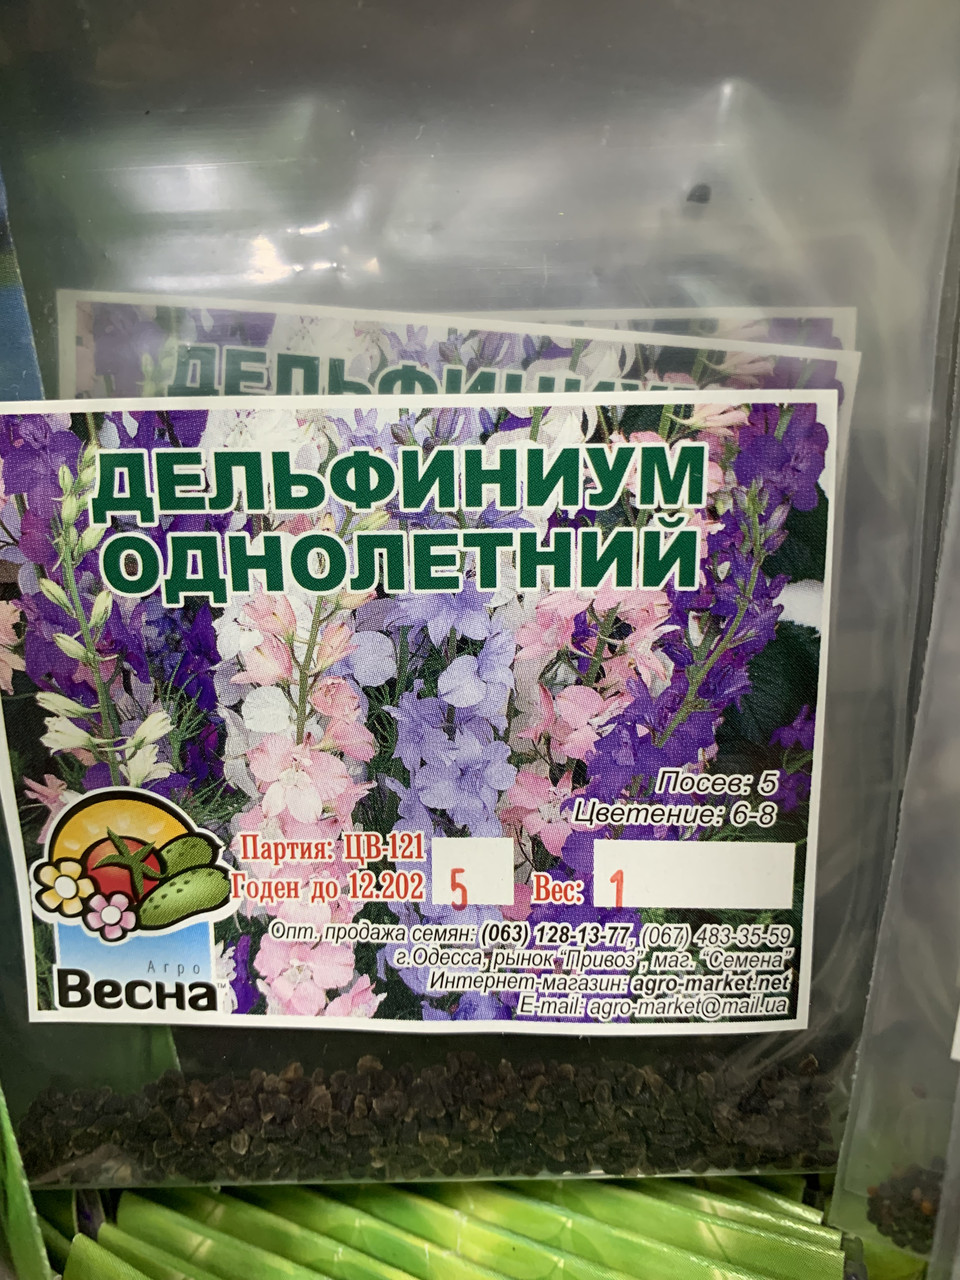 ДЕЛЬФИНИУМ
ДЕЛЬФИНИУМ
ОДНОЛЕТНИЙ
Посев: 5
Цветение: 6-8
Партия: ЦВ-121
Годен до 12.202 5 Вес: 1
Опт. продажа семян: (063) 128-13-77, (067) 483-35-59
г.Одесса, рынок "Привоз", маг. "Семена"
Интернет-магазин: agro-market.net
E-mail: agro-market@mail.ua
Агро
Весна™